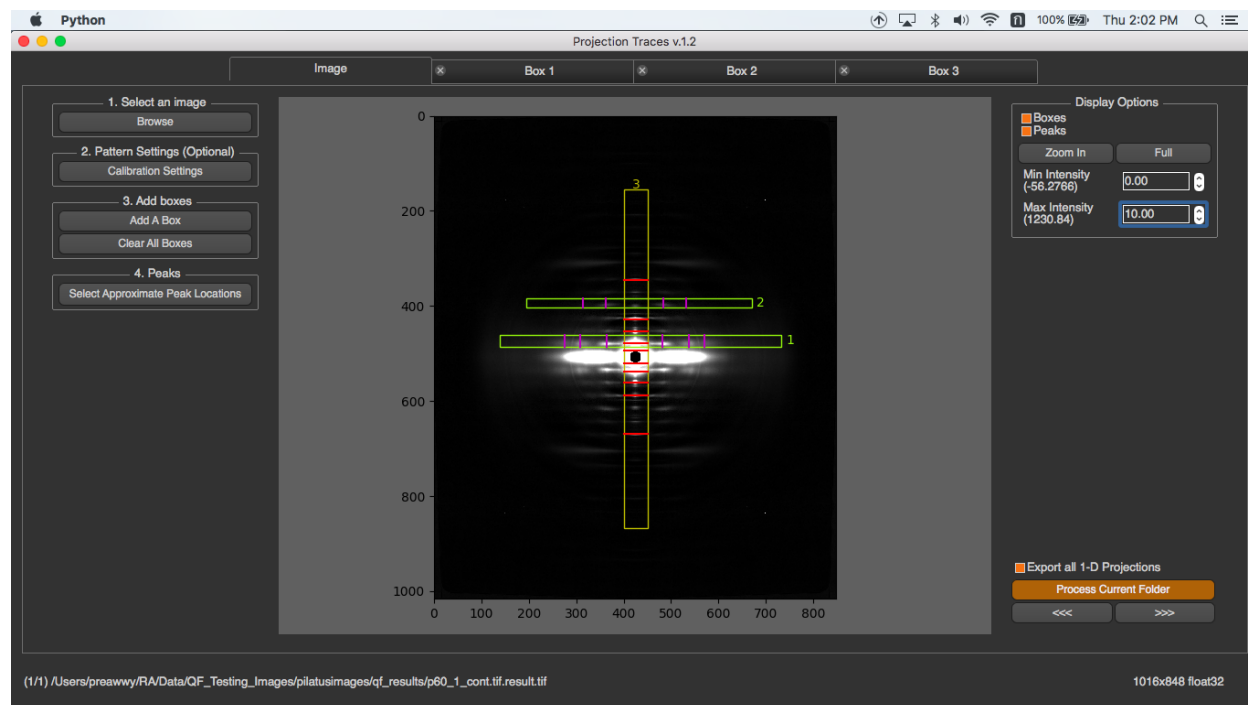 Python 100% Thu 2:02 PM
Projection Traces v.1.2
Image Box 1 Box 2 Box 3
1. Select an image
Browse
2. Pattern Settings (Optional)
Calibration Settings
3. Add boxes
Add A Box
Clear All Boxes
4. Peaks
Select Approximate Peak Locations
0
200
400
600
800
1000
0 100 200 300 400 500 600 700 800
3
2
1
Display Options
Boxes
Peaks
Zoom In Full
Min Intensity
(-56.2766) 0.00
Max Intensity
(1230.84) 10.00
Export all 1-D Projections
Process Current Folder
<<< >>>
(1/1) /Users/preawwy/RA/Data/QF_Testing_Images/pilatusimages/qf_results/p60_1_cont.tif.result.tif 1016x848 float32